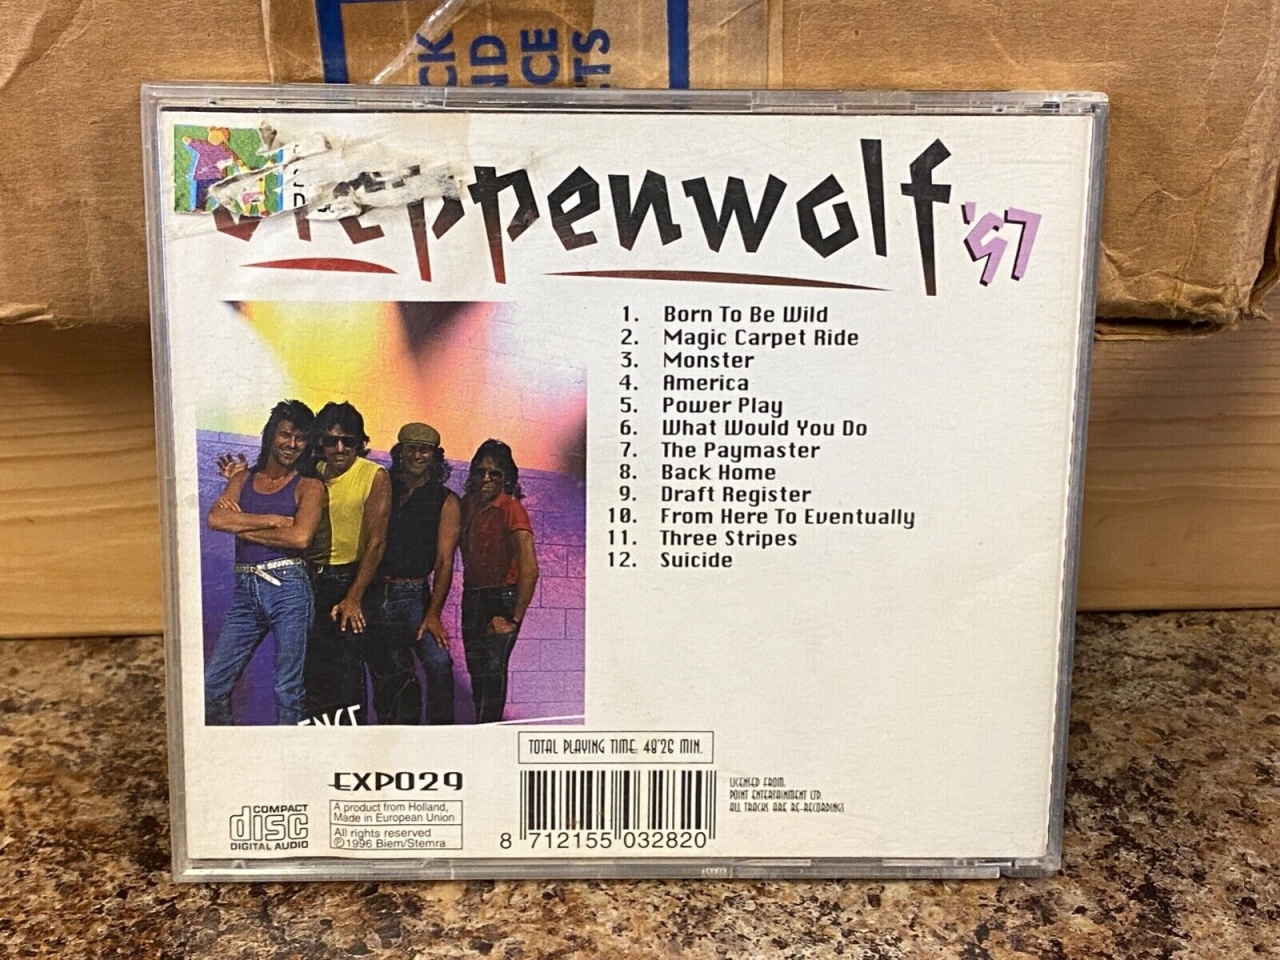 CK
ND
CE
TS
Steppenwolf '97
1. Born To Be Wild
2. Magic Carpet Ride
3. Monster
4. America
5. Power Play
6. What Would You Do
7. The Paymaster
8. Back Home
9. Draft Register
10. From Here To Eventually
11. Three Stripes
12. Suicide
TOTAL PLAYING TIME: 48'26 MIN.
EXP029
COMPACT
disc
DIGITAL AUDIO
A product from Holland,
Made in European Union
All rights reserved
℗1996 Biem/Stemra
8 712155 032820
LICENSED FROM
POINT ENTERTAINMENT LTD.
ALL TRACKS ARE RE-RECORDINGS